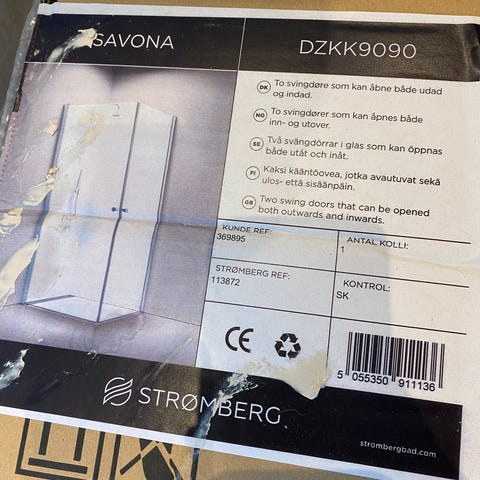 SAVONA
DZKK9090
DK To svingdøre som kan åbne både udad
og indad.
NO To svingdører som kan åpnes både
inn- og utover.
SE Två svängdörrar i glas som kan öppnas
både utåt och inåt.
FI Kaksi kääntöovea, jotka avautuvat sekä
ulos- että sisäänpäin.
GB Two swing doors that can be opened
both outwards and inwards.
KUNDE REF:
369895
ANTAL KOLLI:
1
STRØMBERG REF:
113872
KONTROL:
SK
CE
5 055350 911136
STRØMBERG
strombergbad.com